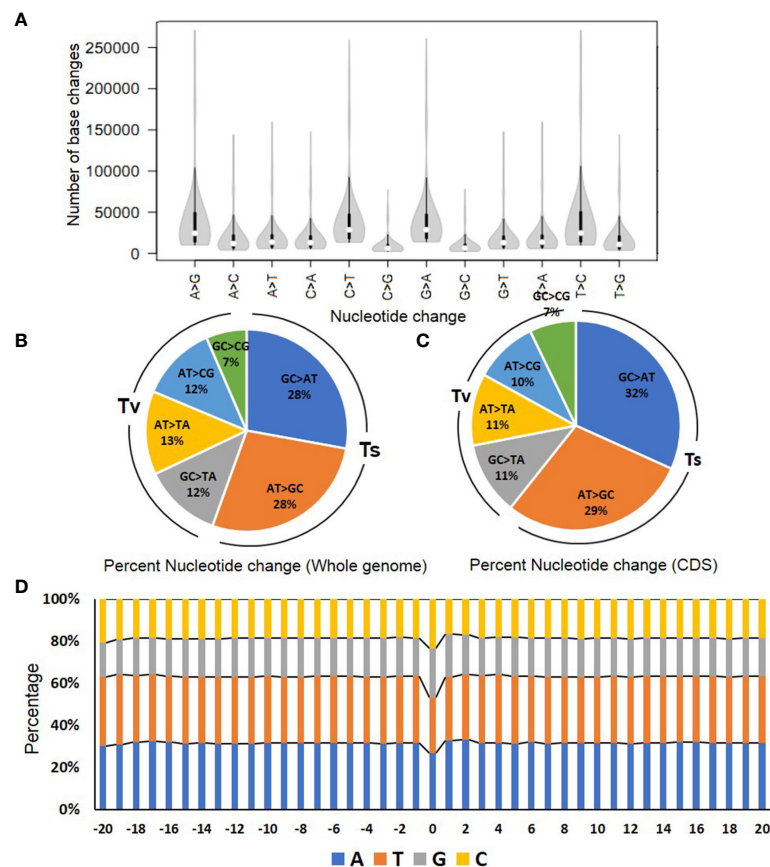 A
Number of base changes
250000
200000
150000
100000
50000
0
A>G
A>C
A>T
C>A
C>T
C>G
G>A
G>C
G>T
A>A
T>C
T>G
Nucleotide change
B
GC>CG
7%
AT>CG
12%
GC>AT
28%
Tv
AT>TA
13%
Ts
GC>TA
12%
AT>GC
28%
Percent Nucleotide change (Whole genome)
C
GC>CG
7%
AT>CG
10%
GC>AT
32%
Tv
AT>TA
11%
Ts
GC>TA
11%
AT>GC
29%
Percent Nucleotide change (CDS)
D
Percentage
100%
80%
60%
40%
20%
0%
-20 -18 -16 -14 -12 -10 -8 -6 -4 -2 0 2 4 6 8 10 12 14 16 18 20
A T G C